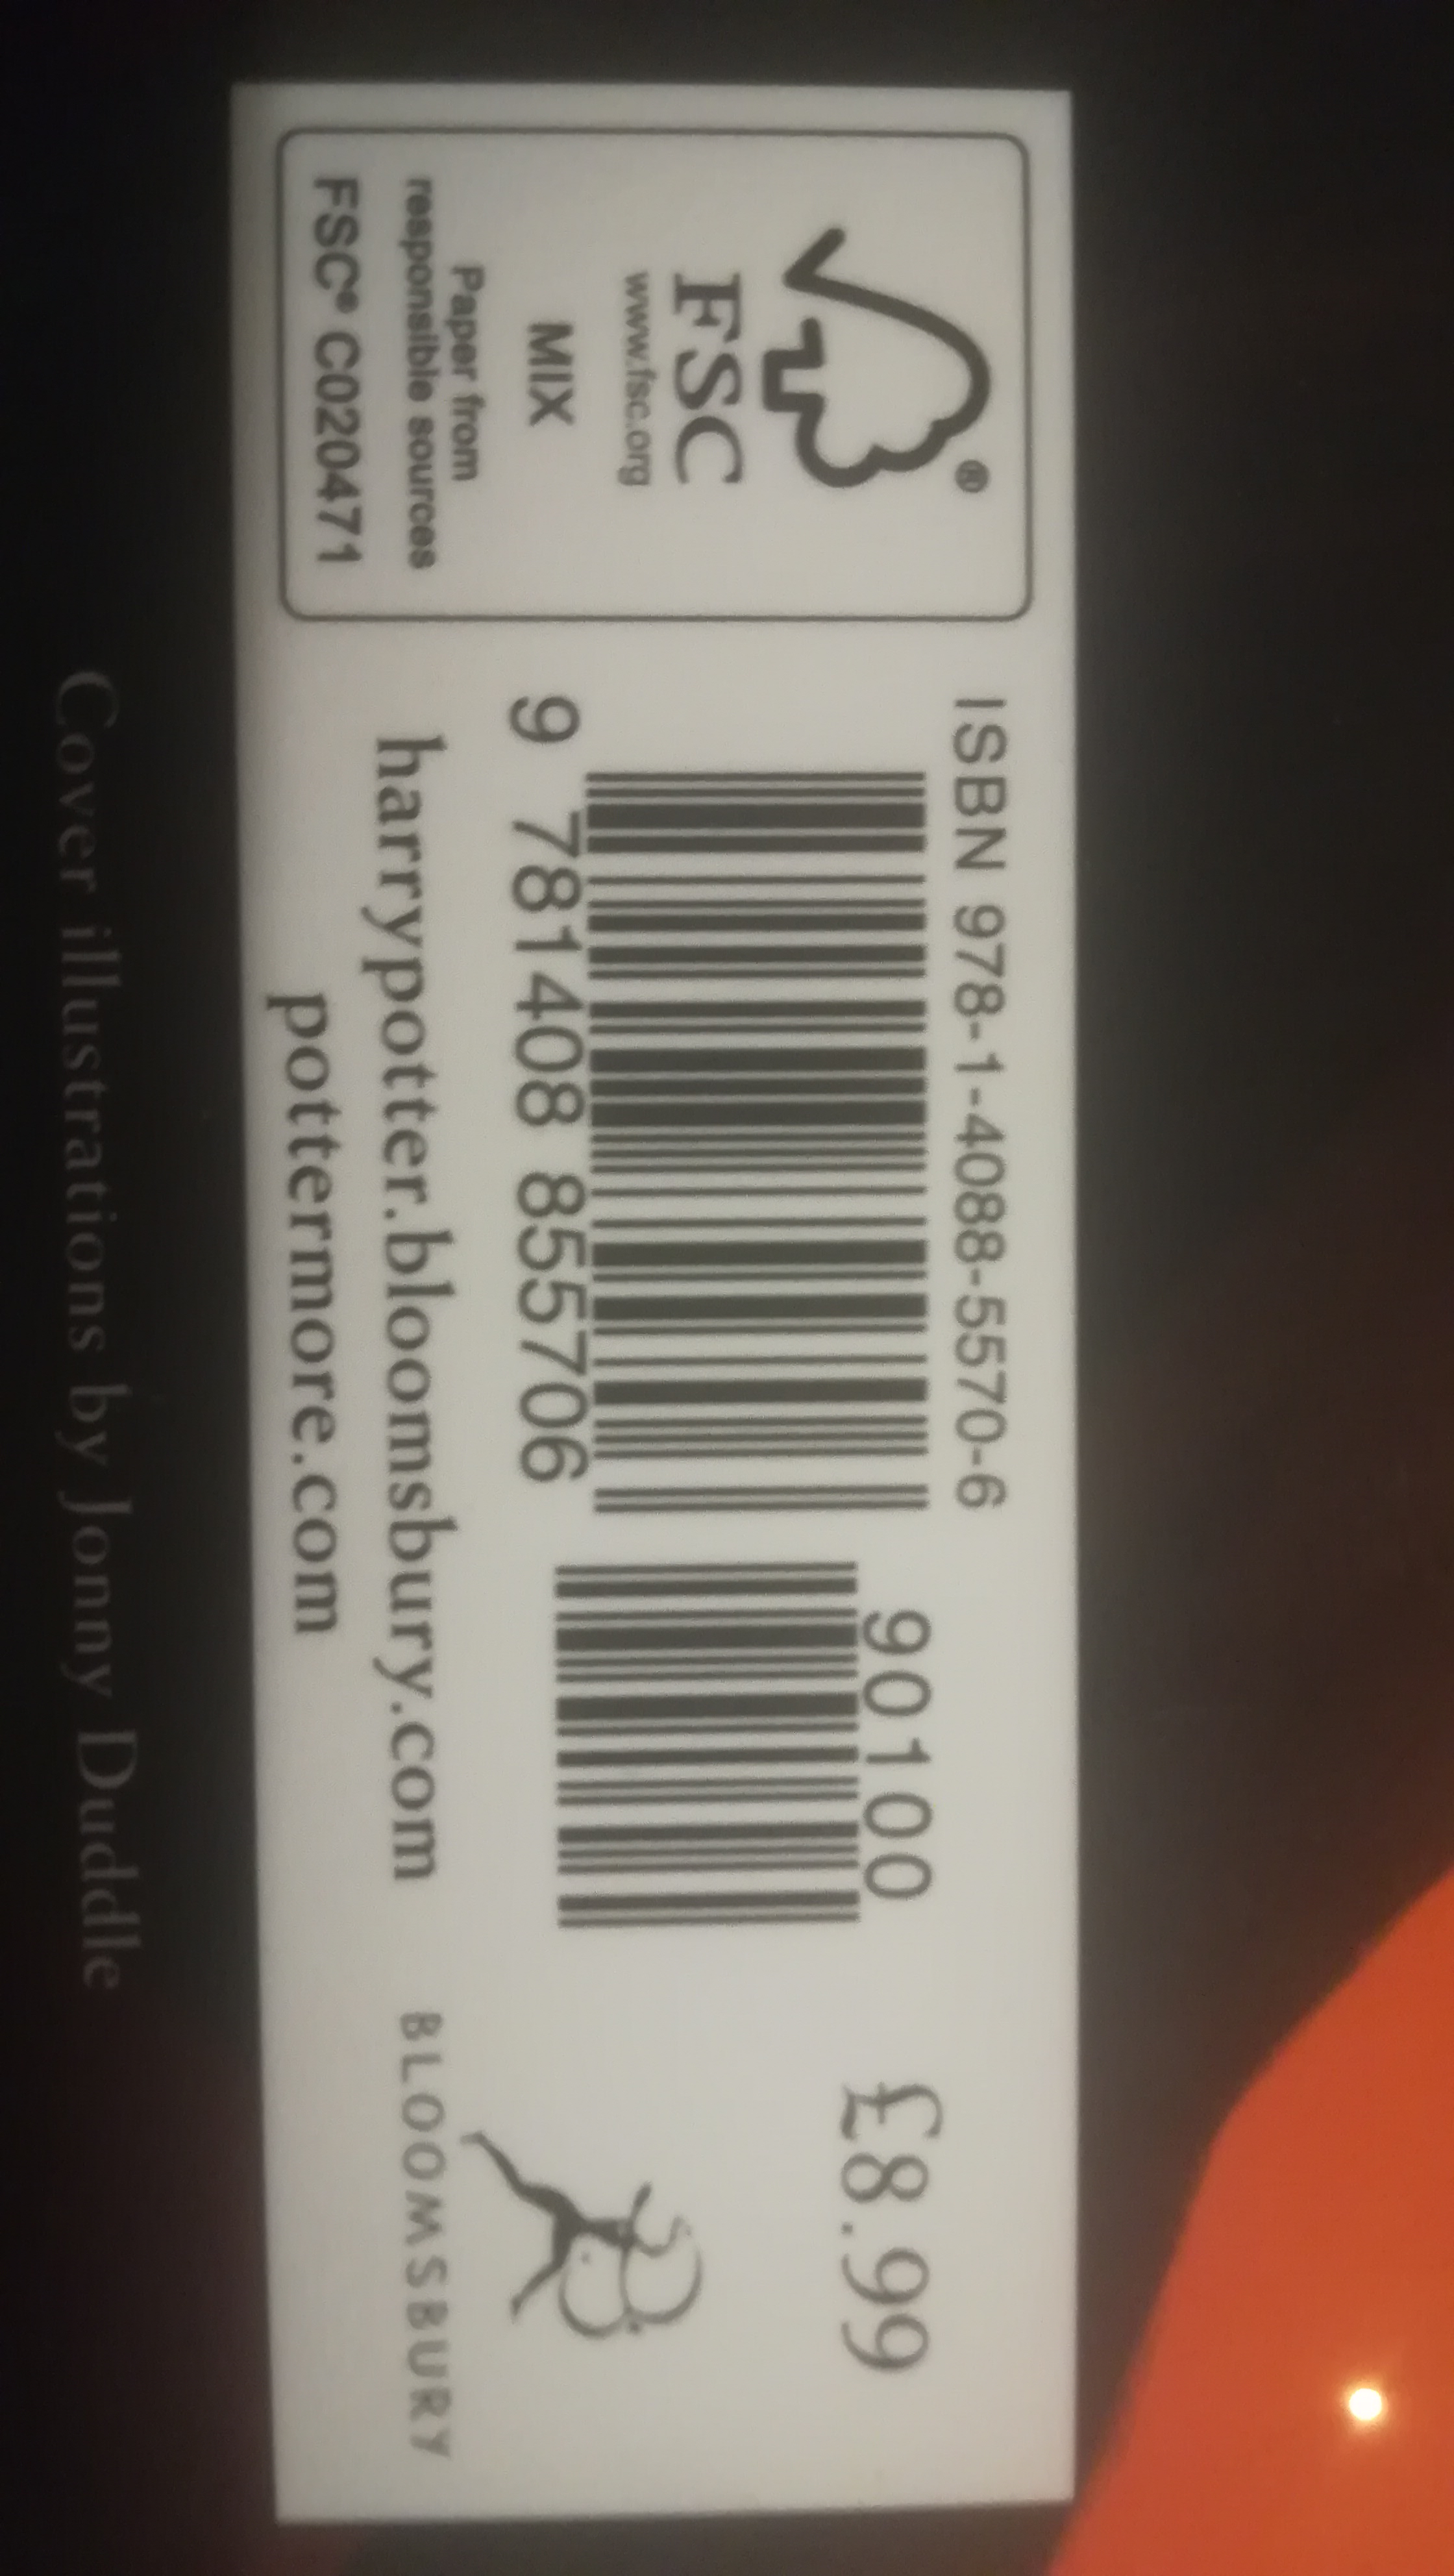 ®
FSC
www.fsc.org
MIX
Paper from
responsible sources
FSC® C020471
ISBN 978-1-4088-5570-6
9 781408 855706
90100
harrypotter.bloomsbury.com
pottermore.com
£8.99
BLOOMSBURY
Cover illustrations by Jonny Duddle